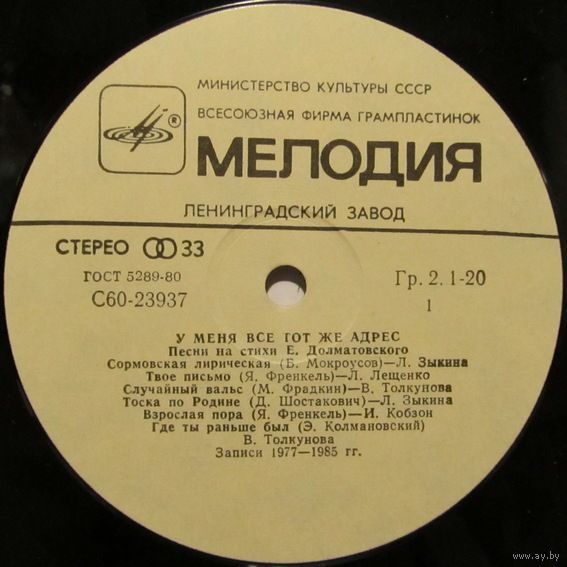 МИНИСТЕРСТВО КУЛЬТУРЫ СССР
ВСЕСОЮЗНАЯ ФИРМА ГРАМПЛАСТИНОК
®
МЕЛОДИЯ
ЛЕНИНГРАДСКИЙ ЗАВОД
СТЕРЕО 33
ГОСТ 5289-80
Гр. 2. 1-20
С60-23937
1
У МЕНЯ ВСЕ ТОТ ЖЕ АДРЕС
Песни на стихи Е. Долматовского
Сормовская лирическая (Б. Мокроусов)—Л. Зыкина
Твое письмо (Я. Френкель)—Л. Лещенко
Случайный вальс (М. Фрадкин)—В. Толкунова
Тоска по Родине (Д. Шостакович)—Л. Зыкина
Взрослая пора (Я. Френкель)—И. Кобзон
Где ты раньше был (Э. Колмановский)
В. Толкунова
Записи 1977—1985 гг.
www.ay.by